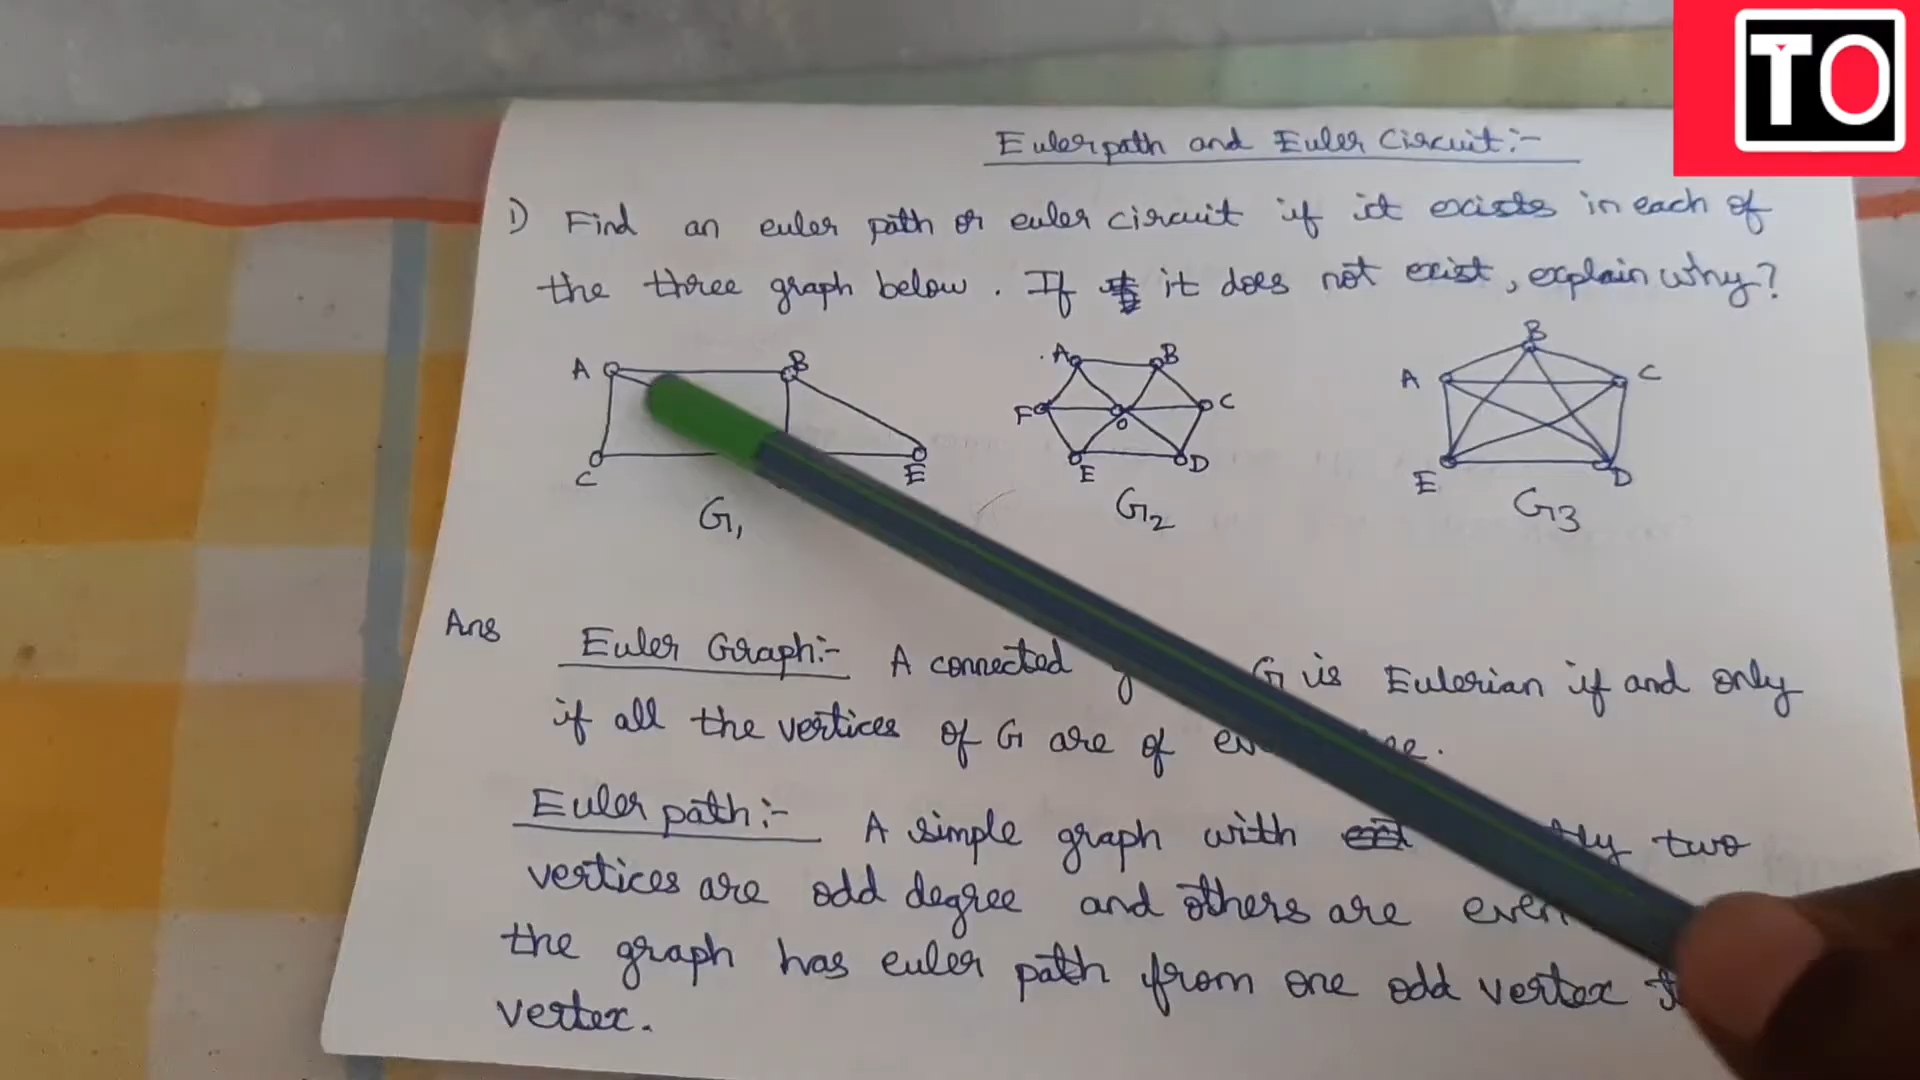 TO
Euler path and Euler Circuit:-
1) Find an euler path or euler circuit if it exists in each of
the three graph below. If it does not exist, explain why?
A B C E
G1
A B F O C E D
G2
B A C E D
G3
Ans
Euler Graph:- A connected G is Eulerian if and only
if all the vertices of G are of
Euler path:- A simple graph with two
vertices are odd degree and others are even
the graph has euler path from one odd vertex
vertex.